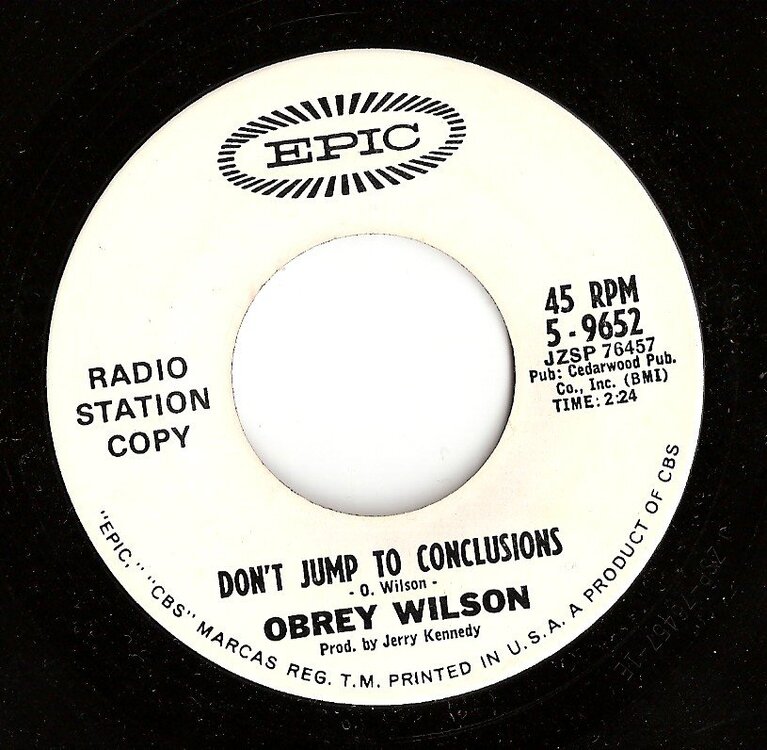 EPIC
45 RPM
5-9652
JZSP 76457
Pub: Cedarwood Pub.
Co., Inc. (BMI)
TIME: 2:24
RADIO
STATION
COPY
DON'T JUMP TO CONCLUSIONS
- O. Wilson -
OBREY WILSON
Prod. by Jerry Kennedy
"EPIC," "CBS" MARCAS REG. T.M. PRINTED IN U.S.A. A PRODUCT OF CBS